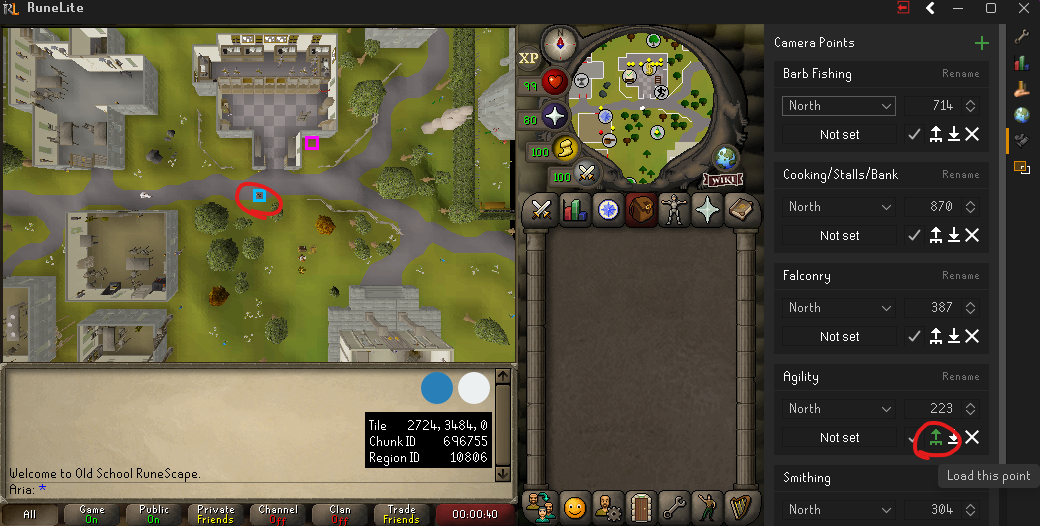 RuneLite
XP
N
99
80
100
100
WIKI
Camera Points
Barb Fishing
Rename
North
714
Not set
Cooking/Stalls/Bank
Rename
North
870
Not set
Falconry
Rename
North
387
Not set
Agility
Rename
North
223
Not set
Load this point
Smithing
Rename
North
304
Tile 2724,3484,0
Chunk ID 696755
Region ID 10806
Welcome to Old School RuneScape.
Aria: *
All
Game
On
Public
On
Private
Friends
Channel
Off
Clan
Off
Trade
Friends
00:00:40